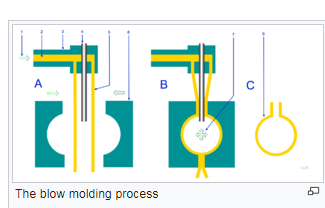 1 2 3 4 5 6 7 8
A B C
The blow molding process